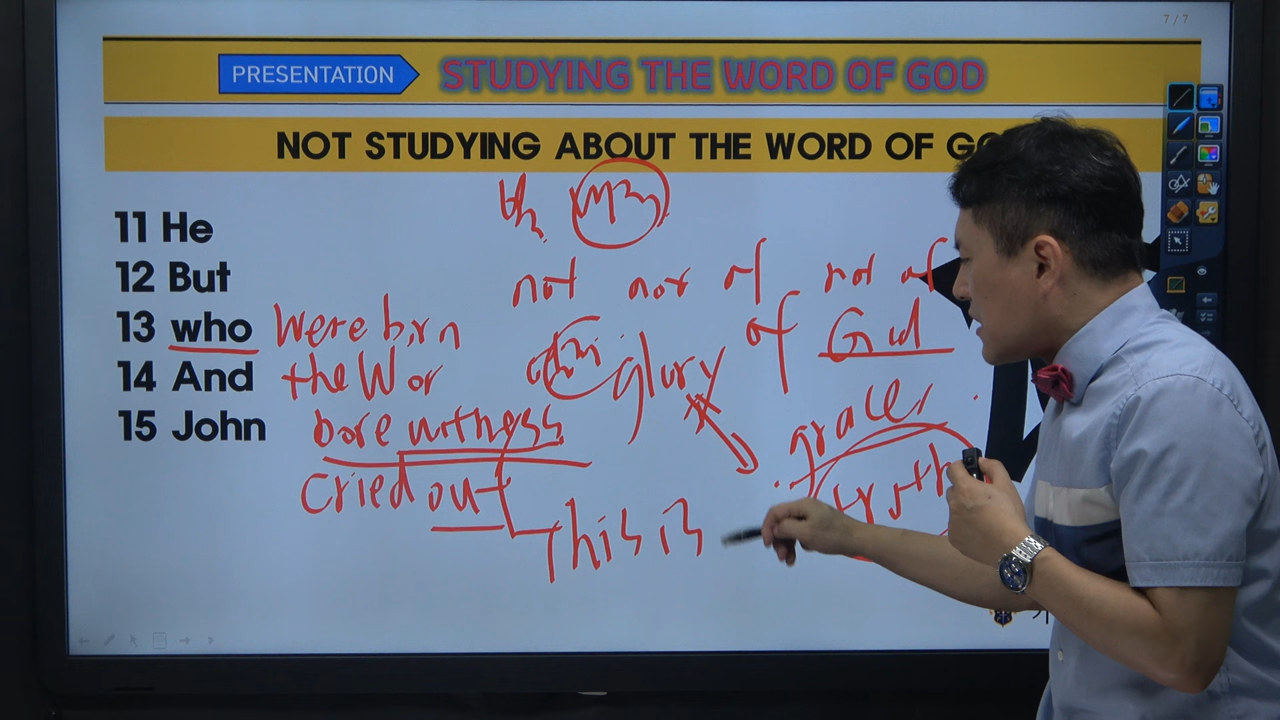 7 / 7
PRESENTATION STUDYING THE WORD OF GOD
NOT STUDYING ABOUT THE WORD OF
11 He
not nor of not of
12 But
13 who were born of God
14 And the Wor glory grace
15 John bore witness truth
cried out This is